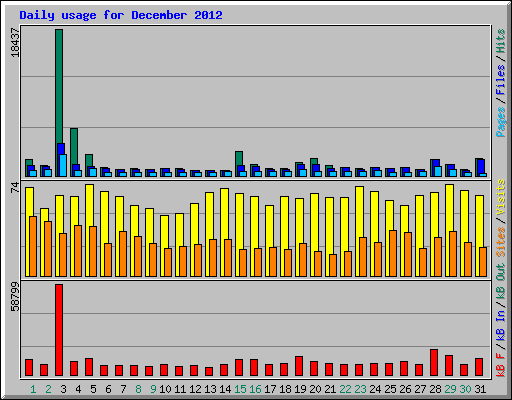 Daily usage for December 2012
18437
74
58799
Pages / Files / Hits
Sites / Visits
kB F / kB In / kB Out
1 2 3 4 5 6 7 8 9 10 11 12 13 14 15 16 17 18 19 20 21 22 23 24 25 26 27 28 29 30 31